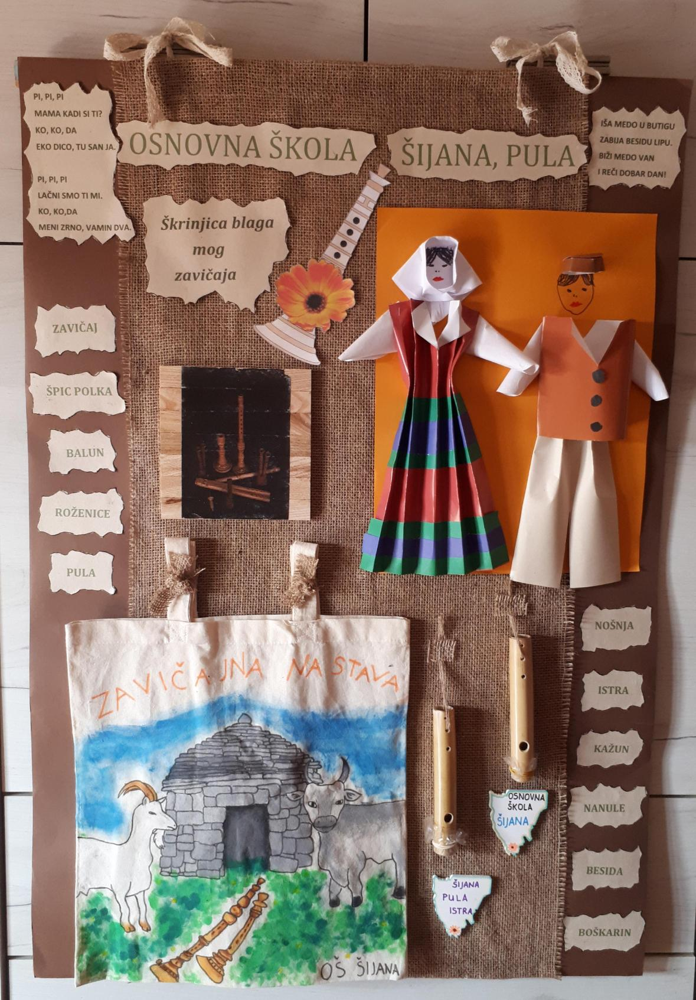 PI, PI, PI
MAMA KADI SI TI?
KO, KO, DA
EKO DICO, TU SAN JA.
PI, PI, PI
LAČNI SMO TI MI.
KO, KO,DA
MENI ZRNO, VAMIN DVA.
OSNOVNA ŠKOLA
ŠIJANA, PULA
IŠA MEDO U BUTIGU
ZABIJA BESIDU LIPU.
BIŽI MEDO VAN
I REČI DOBAR DAN!
Škrinjica blaga
mog
zavičaja
ZAVIČAJ
ŠPIC POLKA
BALUN
ROŽENICE
PULA
NOŠNJA
ISTRA
KAŽUN
NANULE
BESIDA
BOŠKARIN
ZAVIČAJNA NASTAVA
OŠ ŠIJANA
OSNOVNA
ŠKOLA
ŠIJANA
ŠIJANA
PULA
ISTRA